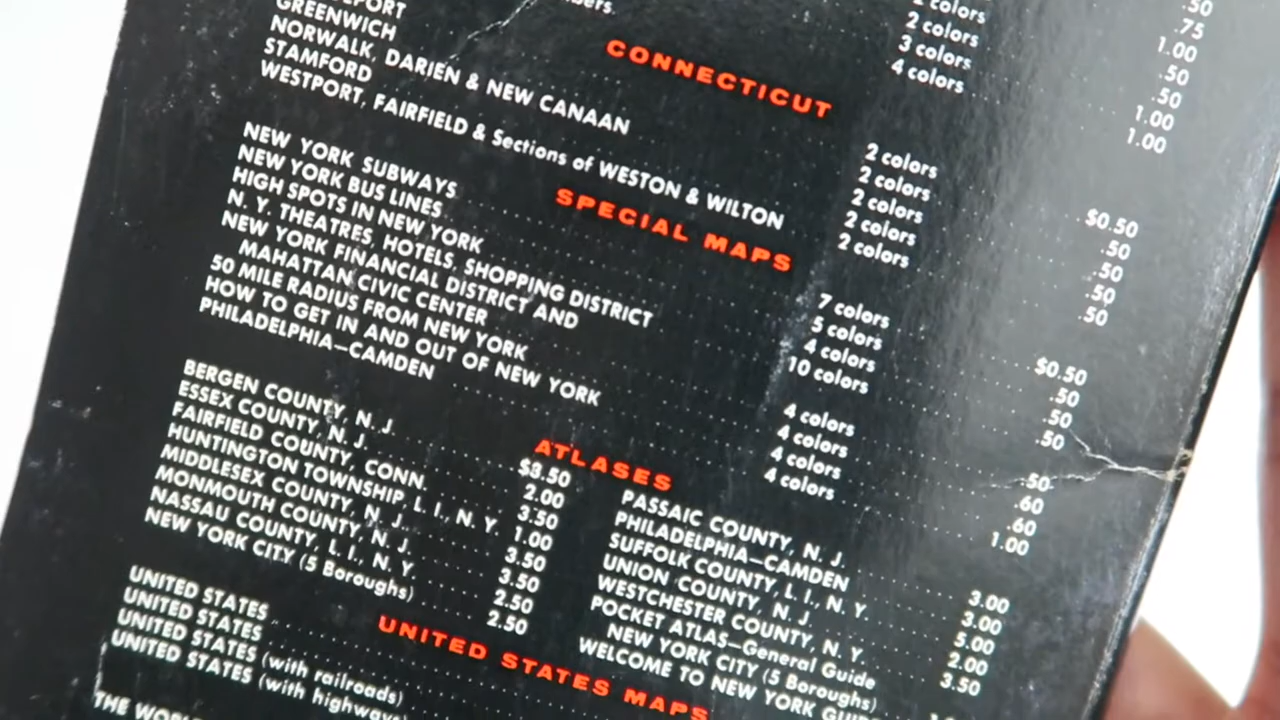 .50
.75
1.00
colors .50
2 colors .50
3 colors 1.00
4 colors 1.00
CONNECTICUT
EPORT 2 colors $0.50
GREENWICH 2 colors .50
NORWALK, DARIEN & NEW CANAAN 2 colors .50
STAMFORD 2 colors .50
WESTPORT, FAIRFIELD & Sections of WESTON & WILTON 2 colors .50
SPECIAL MAPS
NEW YORK SUBWAYS 7 colors $0.50
NEW YORK BUS LINES 5 colors .50
HIGH SPOTS IN NEW YORK 4 colors .50
N. Y. THEATRES, HOTELS, SHOPPING DISTRICT 10 colors .50
NEW YORK FINANCIAL DISTRICT AND
MAHATTAN CIVIC CENTER 4 colors .50
50 MILE RADIUS FROM NEW YORK 4 colors .60
HOW TO GET IN AND OUT OF NEW YORK 4 colors .60
PHILADELPHIA—CAMDEN 4 colors 1.00
ATLASES
BERGEN COUNTY, N. J. $3.50
ESSEX COUNTY, N. J. 2.00
FAIRFIELD COUNTY, CONN. 3.50
HUNTINGTON TOWNSHIP, L. I., N. Y. 1.00
MIDDLESEX COUNTY, N. J. 3.50
MONMOUTH COUNTY, N. J. 3.50
NASSAU COUNTY, L. I., N. Y. 2.50
NEW YORK CITY (5 Boroughs) 2.50
PASSAIC COUNTY, N. J. 3.00
PHILADELPHIA—CAMDEN 3.00
SUFFOLK COUNTY, L. I., N. Y. 5.00
UNION COUNTY, N. J. 2.00
WESTCHESTER COUNTY, N. Y. 3.50
POCKET ATLAS—General Guide
NEW YORK CITY (5 Boroughs)
WELCOME TO NEW YORK
UNITED STATES MAPS
UNITED STATES
UNITED STATES
UNITED STATES (with railroads)
UNITED STATES (with highways)
THE